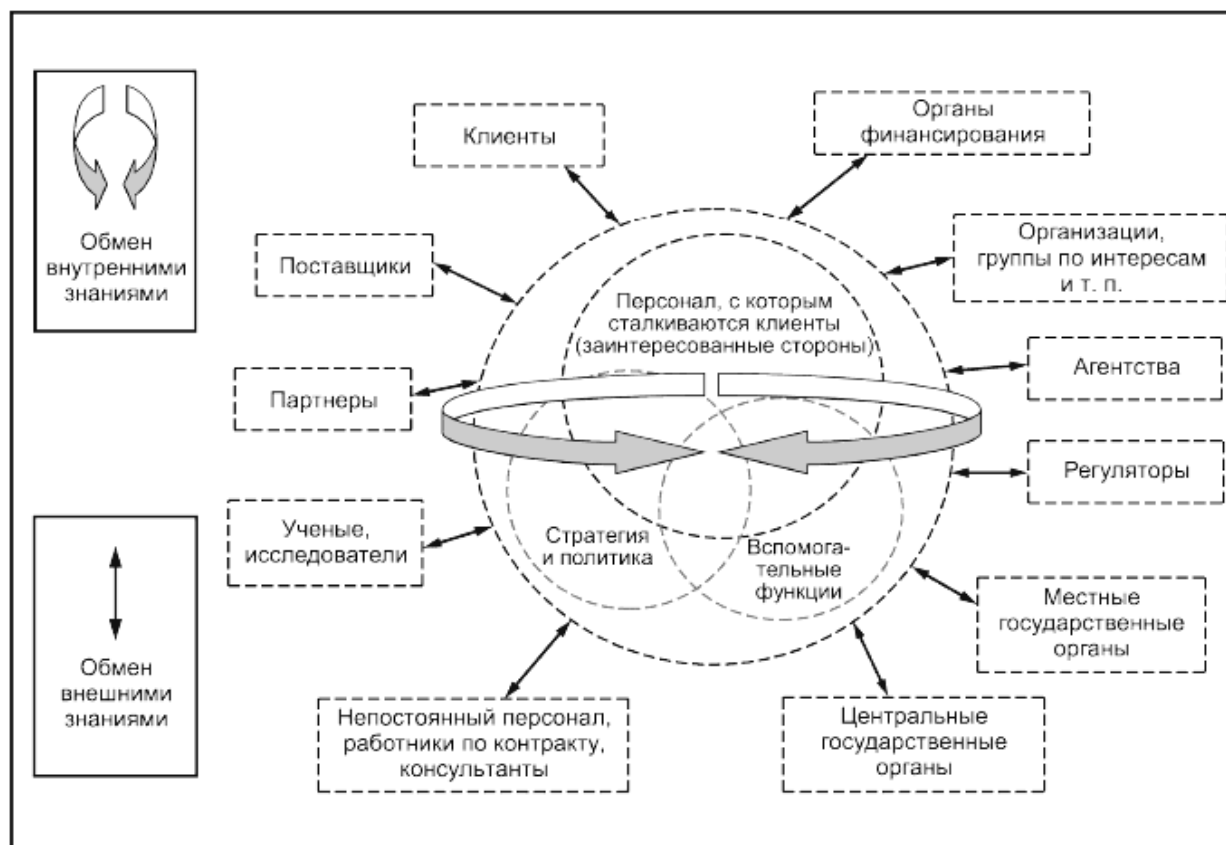 Обмен
внутренними
знаниями
Обмен
внешними
знаниями
Клиенты
Органы
финансирования
Поставщики
Организации,
группы по интересам
и т. п.
Персонал, с которым
сталкиваются клиенты
(заинтересованные стороны)
Партнеры
Агентства
Регуляторы
Ученые,
исследователи
Стратегия
и политика
Вспомога-
тельные
функции
Местные
государственные
органы
Непостоянный персонал,
работники по контракту,
консультанты
Центральные
государственные
органы